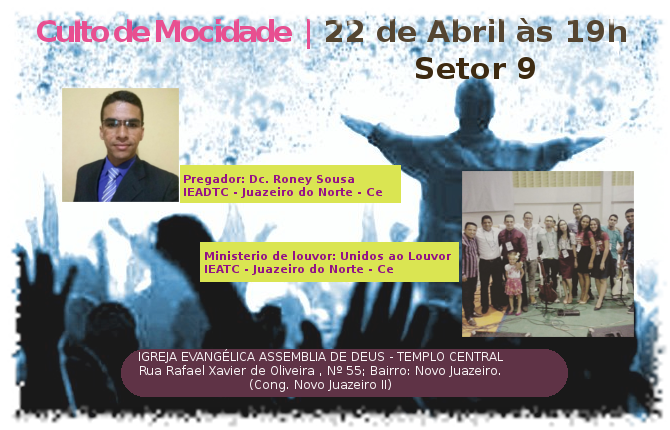 Culto de Mocidade | 22 de Abril às 19h
Setor 9
Pregador: Dc. Roney Sousa
IEADTC - Juazeiro do Norte - Ce
Ministerio de louvor: Unidos ao Louvor
IEATC - Juazeiro do Norte - Ce
IGREJA EVANGÉLICA ASSEMBLIA DE DEUS - TEMPLO CENTRAL
Rua Rafael Xavier de Oliveira , Nº 55; Bairro: Novo Juazeiro.
(Cong. Novo Juazeiro II)